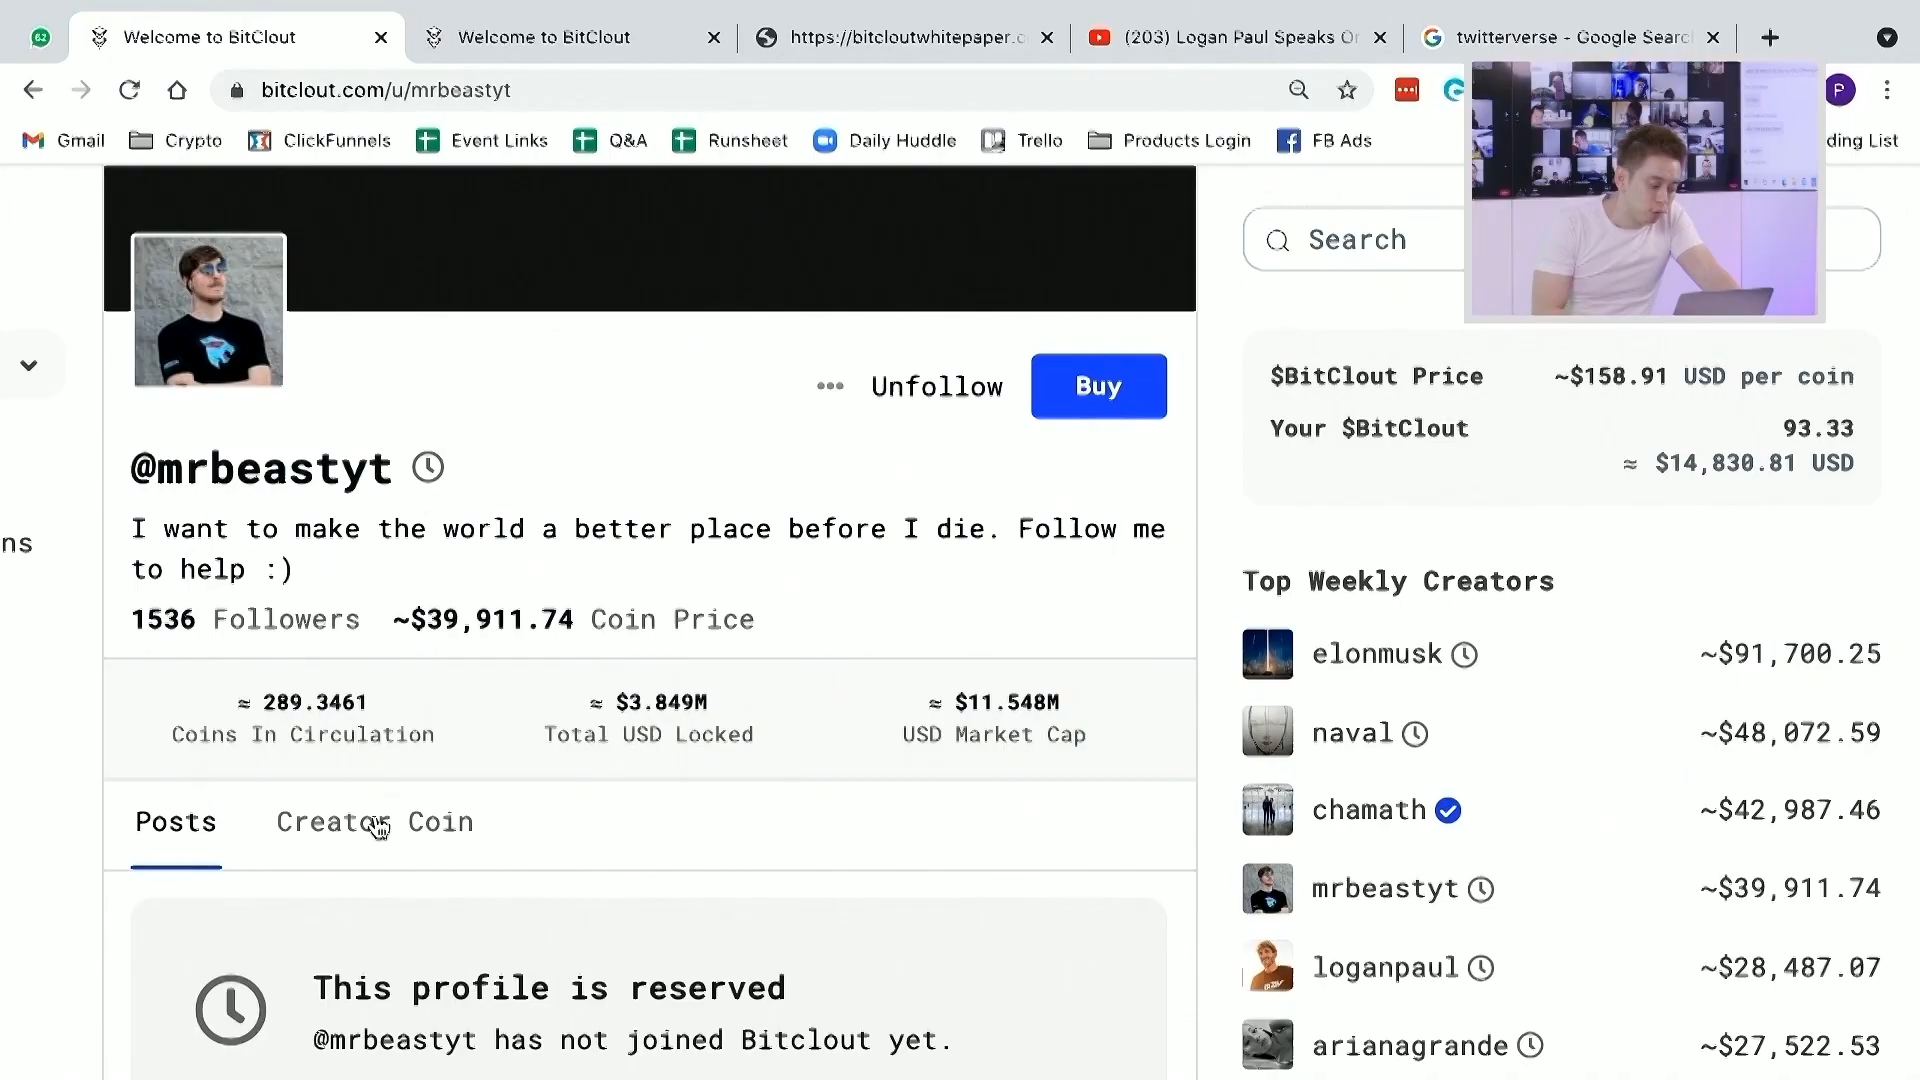 Welcome to BitClout
Welcome to BitClout
https://bitcloutwhitepaper.c
(203) Logan Paul Speaks Or
twitterverse - Google Searc
bitclout.com/u/mrbeastyt
P
Gmail
Crypto
ClickFunnels
Event Links
Q&A
Runsheet
Daily Huddle
Trello
Products Login
FB Ads
ding List
Search
Unfollow
Buy
@mrbeastyt
I want to make the world a better place before I die. Follow me
to help :)
1536 Followers ~$39,911.74 Coin Price
≈ 289.3461
Coins In Circulation
≈ $3.849M
Total USD Locked
≈ $11.548M
USD Market Cap
ns
Posts
Creator Coin
This profile is reserved
@mrbeastyt has not joined Bitclout yet.
$BitClout Price ~$158.91 USD per coin
Your $BitClout 93.33
≈ $14,830.81 USD
Top Weekly Creators
elonmusk ~$91,700.25
naval ~$48,072.59
chamath ~$42,987.46
mrbeastyt ~$39,911.74
loganpaul ~$28,487.07
arianagrande ~$27,522.53